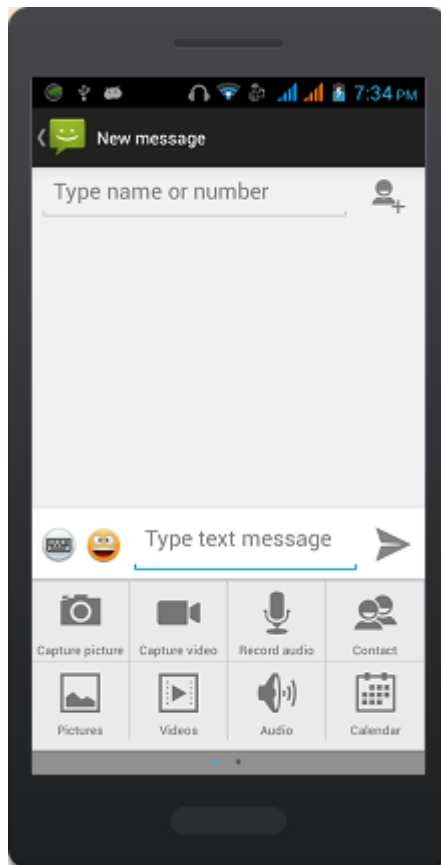 7:34 PM
New message
Type name or number
Type text message
Capture picture Capture video Record audio Contact
Pictures Videos Audio Calendar